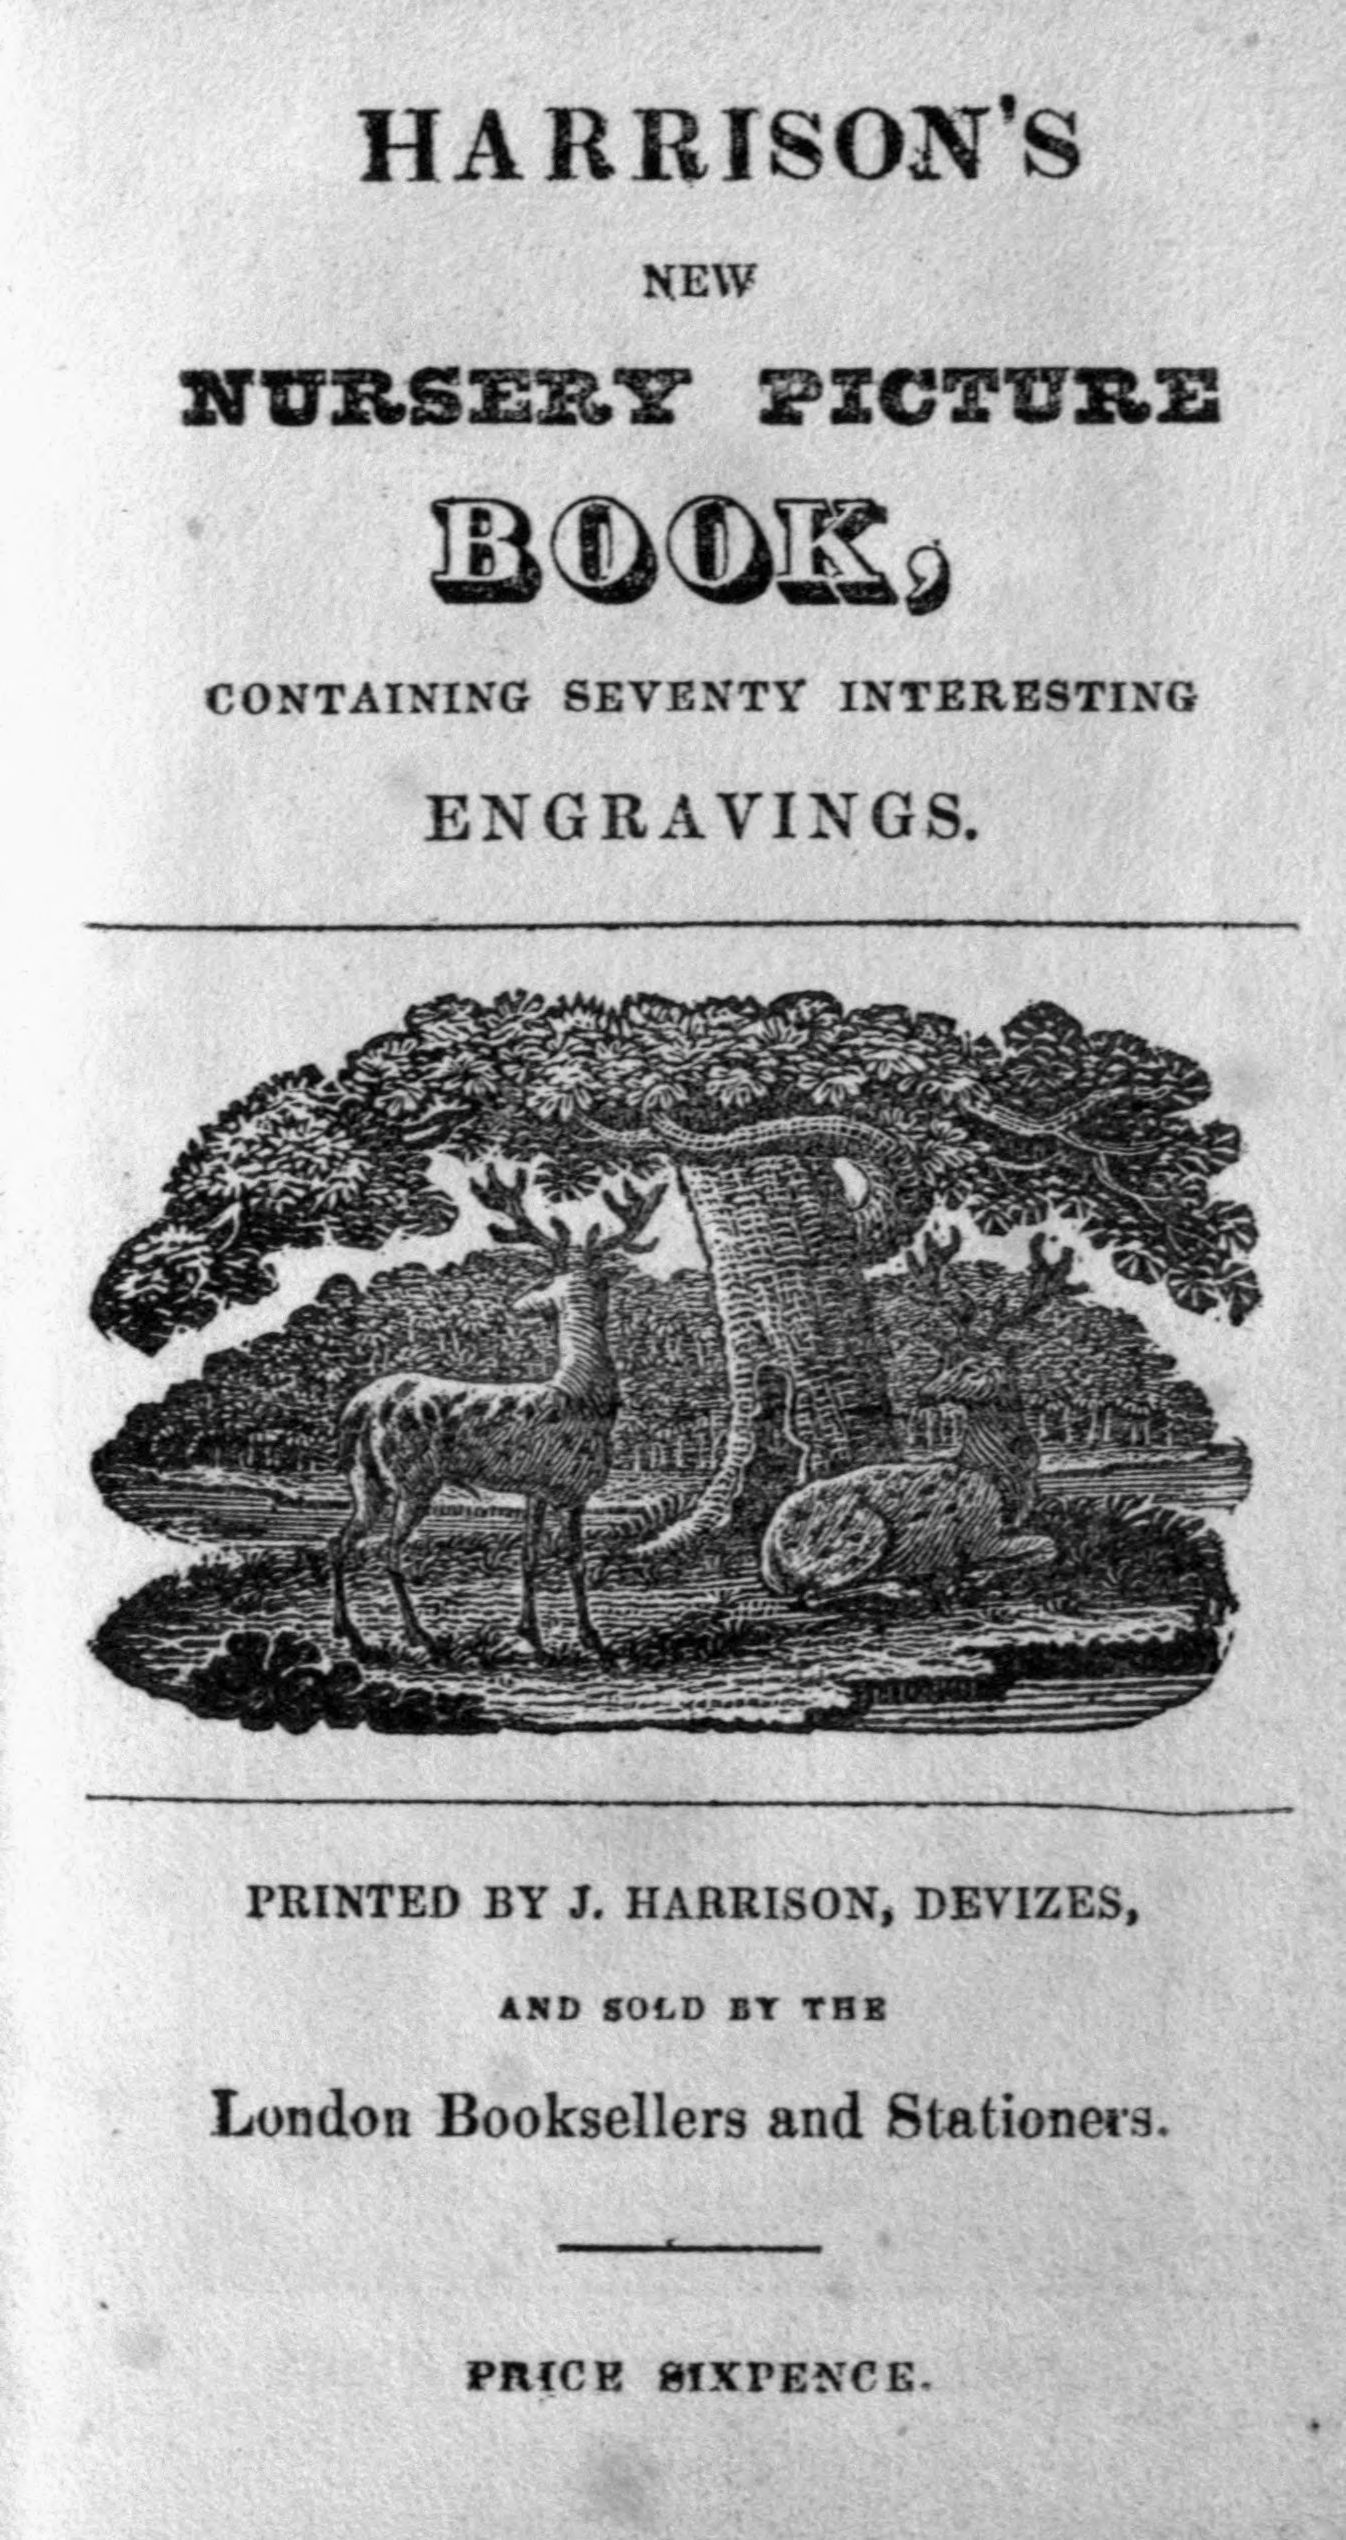 HARRISON'S
NEW
NURSERY PICTURE
BOOK,
CONTAINING SEVENTY INTERESTING
ENGRAVINGS.
PRINTED BY J. HARRISON, DEVIZES,
AND SOLD BY THE
London Booksellers and Stationers.
PRICE SIXPENCE.